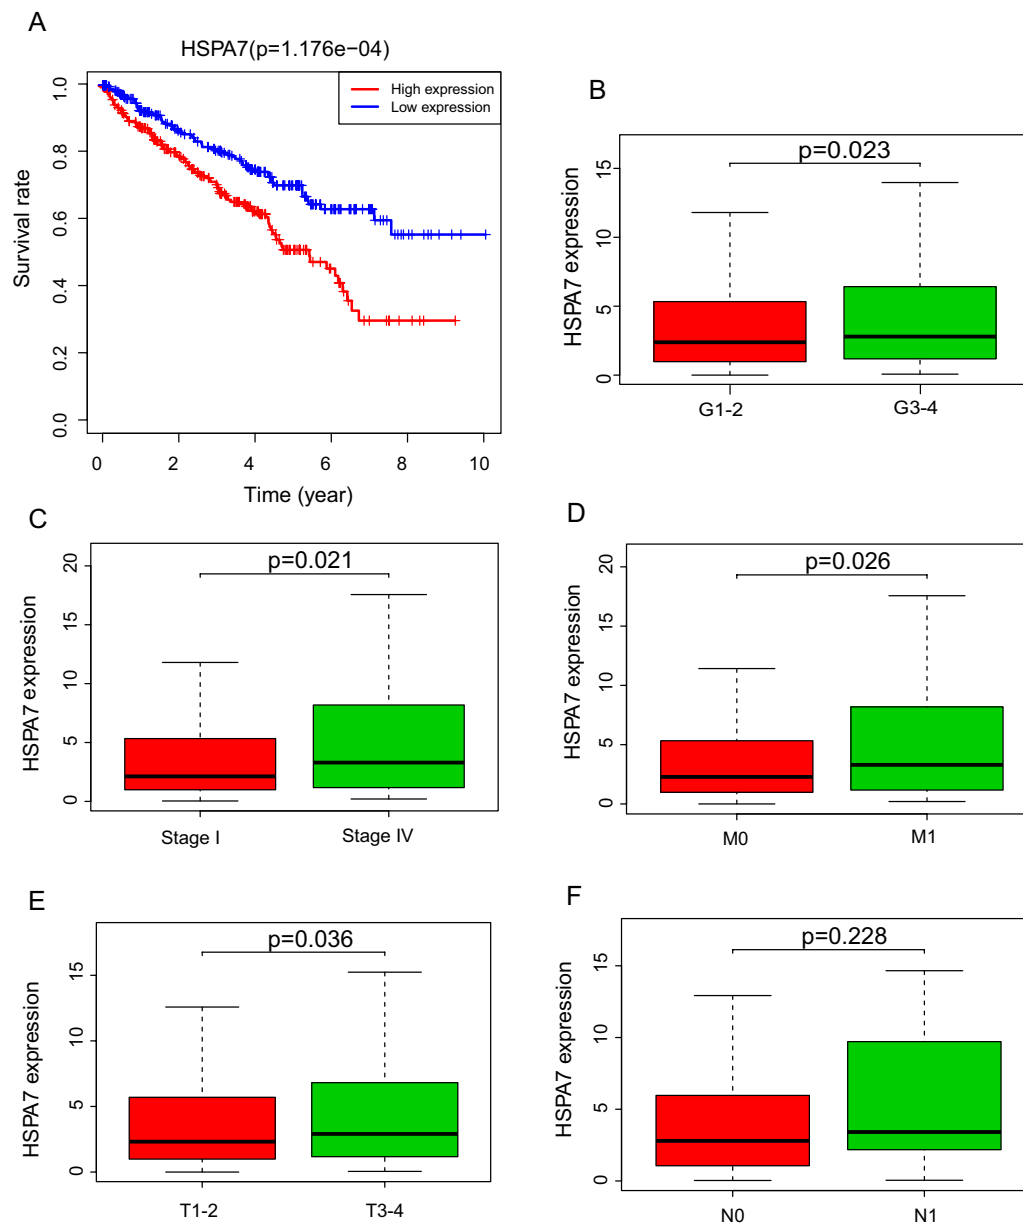 A
HSPA7(p=1.176e−04)
High expression
Low expression
Survival rate
1.0
0.8
0.6
0.4
0.2
0.0
0
2
4
6
8
10
Time (year)
B
p=0.023
HSPA7 expression
15
10
5
0
G1-2
G3-4
C
p=0.021
HSPA7 expression
20
15
10
5
0
Stage I
Stage IV
D
p=0.026
HSPA7 expression
20
15
10
5
0
M0
M1
E
p=0.036
HSPA7 expression
15
10
5
0
T1-2
T3-4
F
p=0.228
HSPA7 expression
15
10
5
0
N0
N1